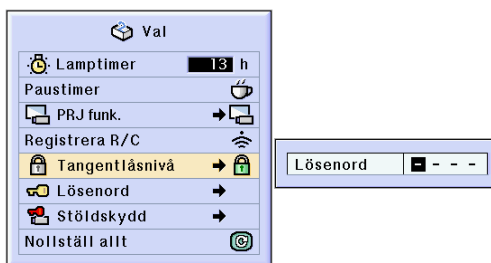 Val
Lamptimer 13 h
Paustimer
PRJ funk.
Registrera R/C
Tangentlåsnivå
Lösenord
Stöldskydd
Nollställ allt
Lösenord - - - -